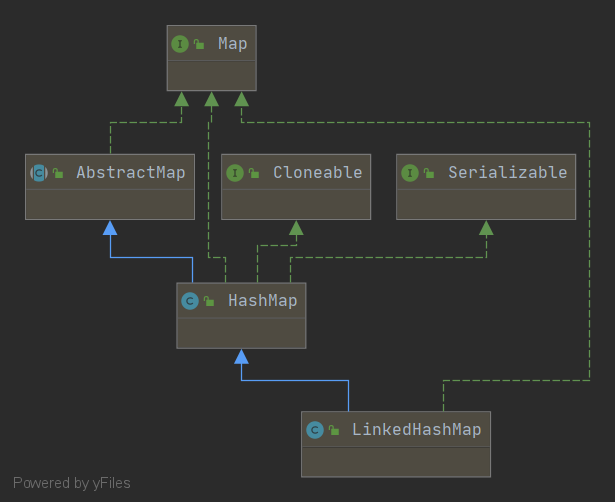 I Map
C AbstractMap
I Cloneable
I Serializable
C HashMap
C LinkedHashMap
Powered by yFiles